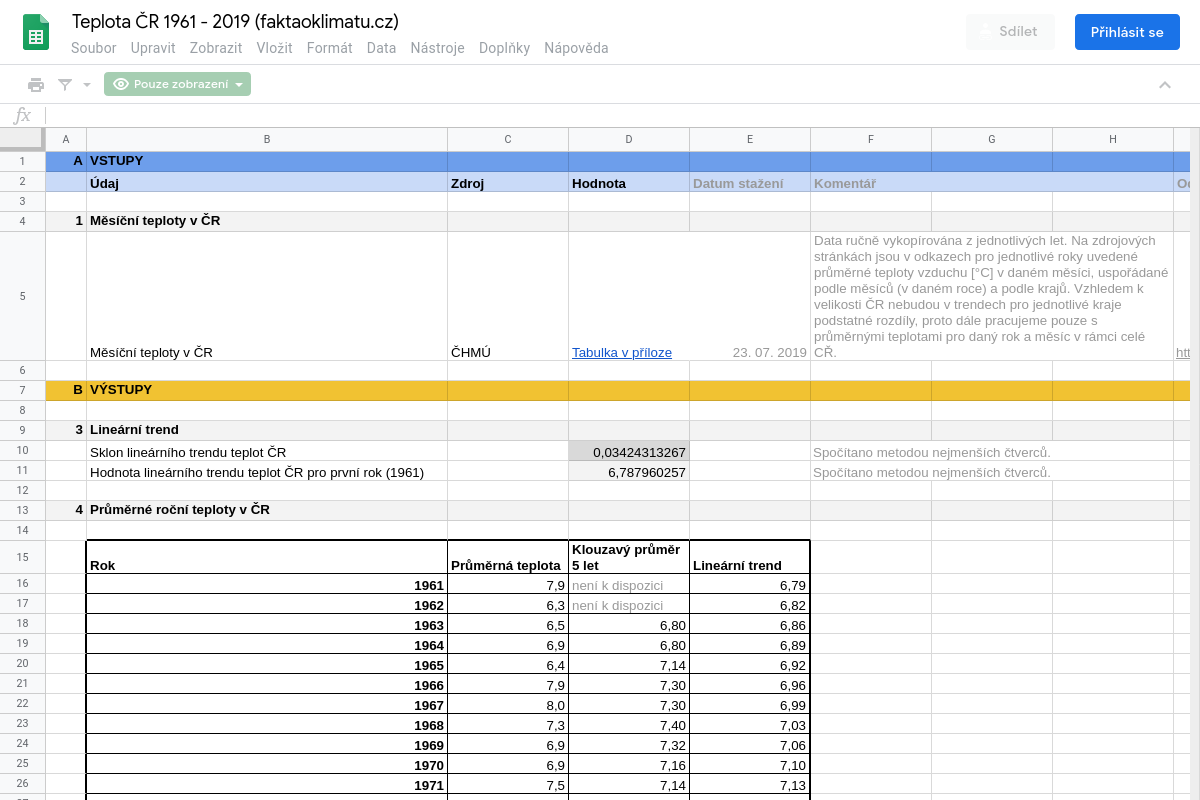 Teplota ČR 1961 - 2019 (faktaoklimatu.cz)
Soubor Upravit Zobrazit Vložit Formát Data Nástroje Doplňky Nápověda
Sdílet
Přihlásit se
Pouze zobrazení
fx
A B C D E F G H
1 A VSTUPY
2 Údaj Zdroj Hodnota Datum stažení Komentář
3
4 1 Měsíční teploty v ČR
Data ručně vykopírována z jednotlivých let. Na zdrojových
stránkách jsou v odkazech pro jednotlivé roky uvedené
průměrné teploty vzduchu [°C] v daném měsíci, uspořádané
podle měsíců (v daném roce) a podle krajů. Vzhledem k
velikosti ČR nebudou v trendech pro jednotlivé kraje
podstatné rozdíly, proto dále pracujeme pouze s
průměrnými teplotami pro daný rok a měsíc v rámci celé
CŘ.
5 Měsíční teploty v ČR ČHMÚ Tabulka v příloze 23. 07. 2019 htt
6
7 B VÝSTUPY
8
9 3 Lineární trend
10 Sklon lineárního trendu teplot ČR 0,03424313267 Spočítano metodou nejmenších čtverců.
11 Hodnota lineárního trendu teplot ČR pro první rok (1961) 6,787960257 Spočítano metodou nejmenších čtverců.
12
13 4 Průměrné roční teploty v ČR
14
15 Rok Průměrná teplota Klouzavý průměr 5 let Lineární trend
16 1961 7,9 není k dispozici 6,79
17 1962 6,3 není k dispozici 6,82
18 1963 6,5 6,80 6,86
19 1964 6,9 6,80 6,89
20 1965 6,4 7,14 6,92
21 1966 7,9 7,30 6,96
22 1967 8,0 7,30 6,99
23 1968 7,3 7,40 7,03
24 1969 6,9 7,32 7,06
25 1970 6,9 7,16 7,10
26 1971 7,5 7,14 7,13